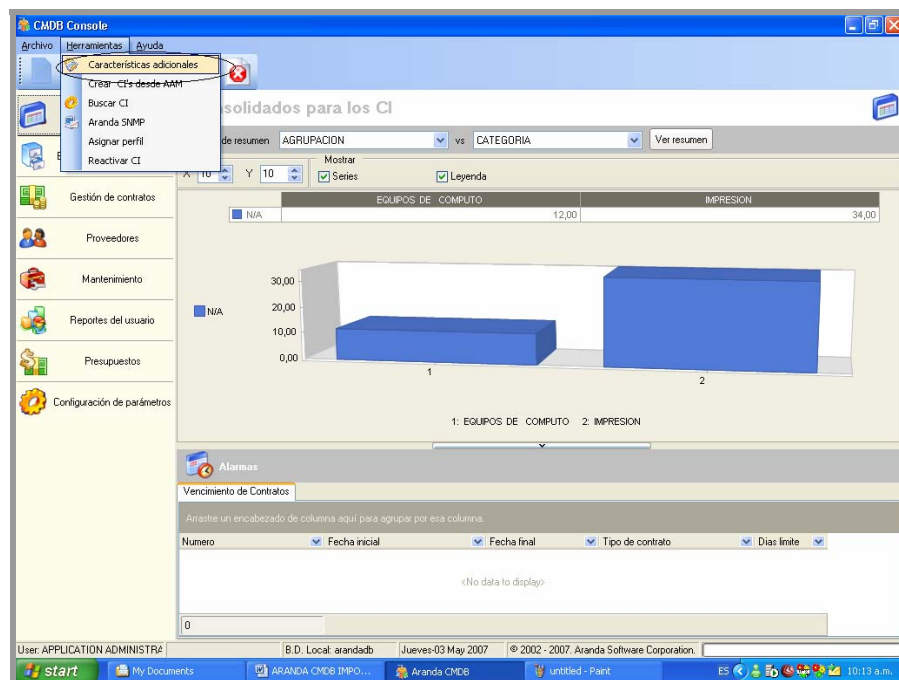 CMDB Console
Archivo Herramientas Ayuda
Características adicionales
Crear CI's desde AAM
Buscar CI
Aranda SNMP
Asignar perfil
Reactivar CI
solidados para los CI
de resumen AGRUPACION vs CATEGORIA Ver resumen
X 10 Y 10 Mostrar
Series Leyenda
Gestión de contratos
Proveedores
Mantenimiento
Reportes del usuario
Presupuestos
Configuración de parámetros
EQUIPOS DE COMPUTO IMPRESION
N/A 12,00 34,00
N/A
30,00
20,00
10,00
0,00
1 2
1: EQUIPOS DE COMPUTO 2: IMPRESION
Alarmas
Vencimiento de Contratos
Arrastre un encabezado de columna aquí para agrupar por esa columna.
Numero Fecha inicial Fecha final Tipo de contrato Dias limite
<No data to display>
0
User: APPLICATION ADMINISTRA B.D. Local: arandadb Jueves-03 May 2007 © 2002 - 2007. Aranda Software Corporation.
start My Documents ARANDA CMDB IMPO... Aranda CMDB untitled - Paint ES 10:13 a.m.